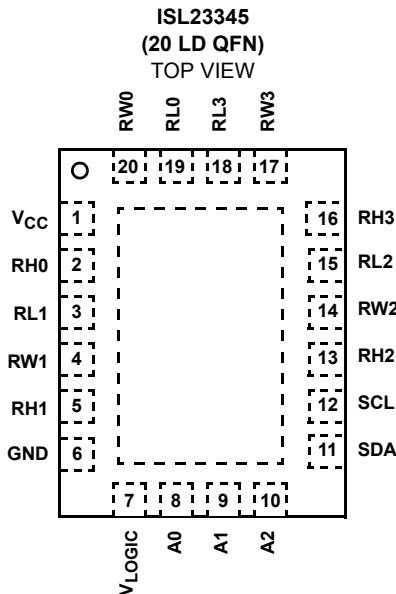 ISL23345
(20 LD QFN)
TOP VIEW
RW0
RL0
RL3
RW3
20
19
18
17
VCC
1
16
RH3
RH0
2
15
RL2
RL1
3
14
RW2
RW1
4
13
RH2
RH1
5
12
SCL
GND
6
11
SDA
7
8
9
10
VLOGIC
A0
A1
A2